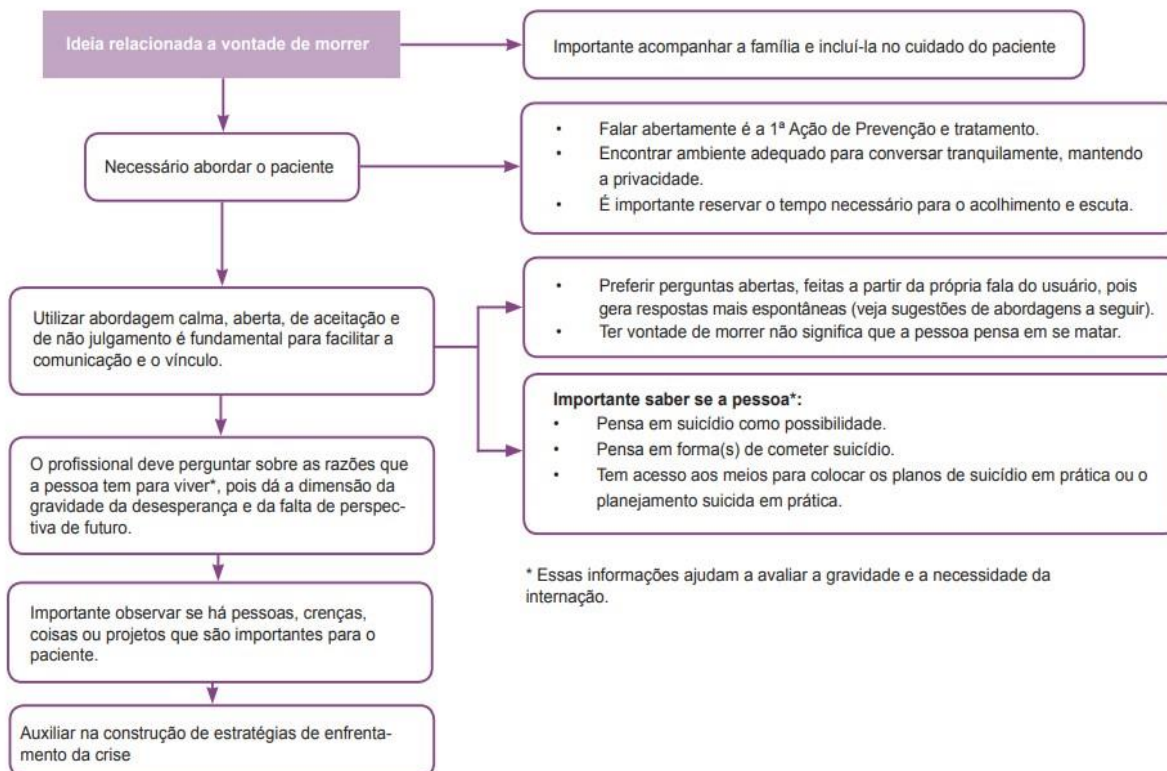 Ideia relacionada a vontade de morrer
Importante acompanhar a família e incluí-la no cuidado do paciente
Necessário abordar o paciente
• Falar abertamente é a 1ª Ação de Prevenção e tratamento.
• Encontrar ambiente adequado para conversar tranquilamente, mantendo
a privacidade.
• É importante reservar o tempo necessário para o acolhimento e escuta.
Utilizar abordagem calma, aberta, de aceitação e
de não julgamento é fundamental para facilitar a
comunicação e o vínculo.
• Preferir perguntas abertas, feitas a partir da própria fala do usuário, pois
gera respostas mais espontâneas (veja sugestões de abordagens a seguir).
• Ter vontade de morrer não significa que a pessoa pensa em se matar.
Importante saber se a pessoa*:
• Pensa em suicídio como possibilidade.
• Pensa em forma(s) de cometer suicídio.
• Tem acesso aos meios para colocar os planos de suicídio em prática ou o
planejamento suicida em prática.
O profissional deve perguntar sobre as razões que
a pessoa tem para viver*, pois dá a dimensão da
gravidade da desesperança e da falta de perspec-
tiva de futuro.
* Essas informações ajudam a avaliar a gravidade e a necessidade da
internação.
Importante observar se há pessoas, crenças,
coisas ou projetos que são importantes para o
paciente.
Auxiliar na construção de estratégias de enfrenta-
mento da crise